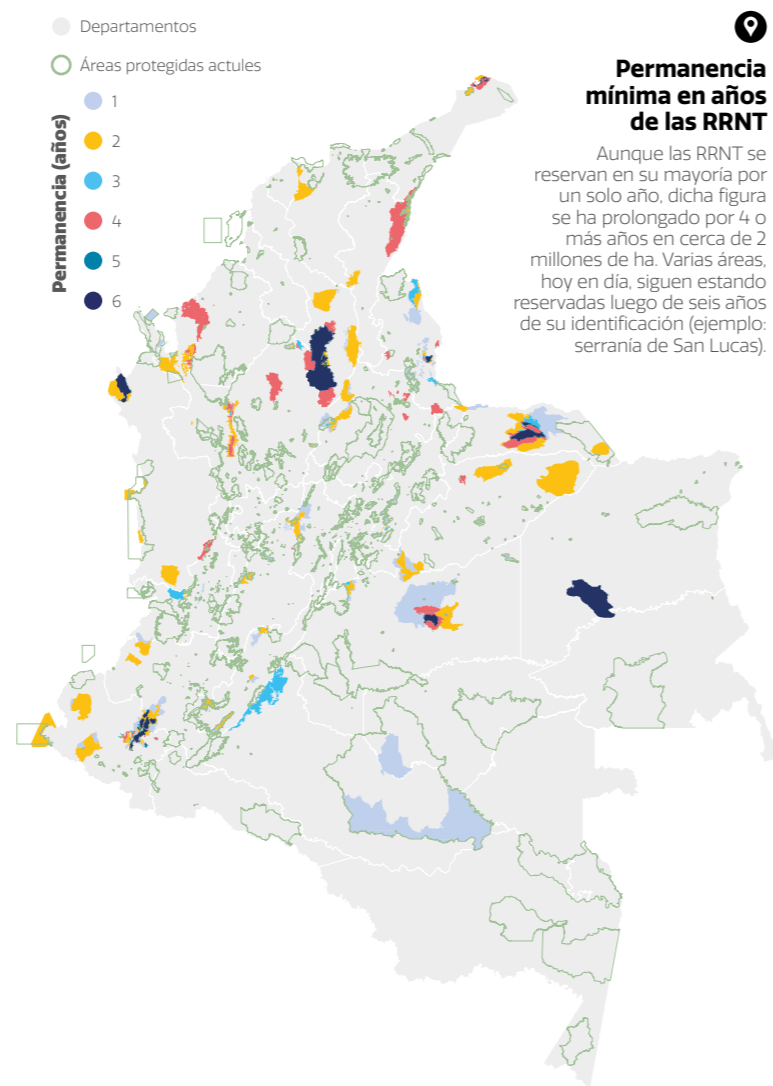 Departamentos
Áreas protegidas actules
Permanencia (años)
1
2
3
4
5
6
Permanencia
mínima en años
de las RRNT
Aunque las RRNT se
reservan en su mayoría por
un solo año, dicha figura
se ha prolongado por 4 o
más años en cerca de 2
millones de ha. Varias áreas,
hoy en día, siguen estando
reservadas luego de seis años
de su identificación (ejemplo:
serranía de San Lucas).